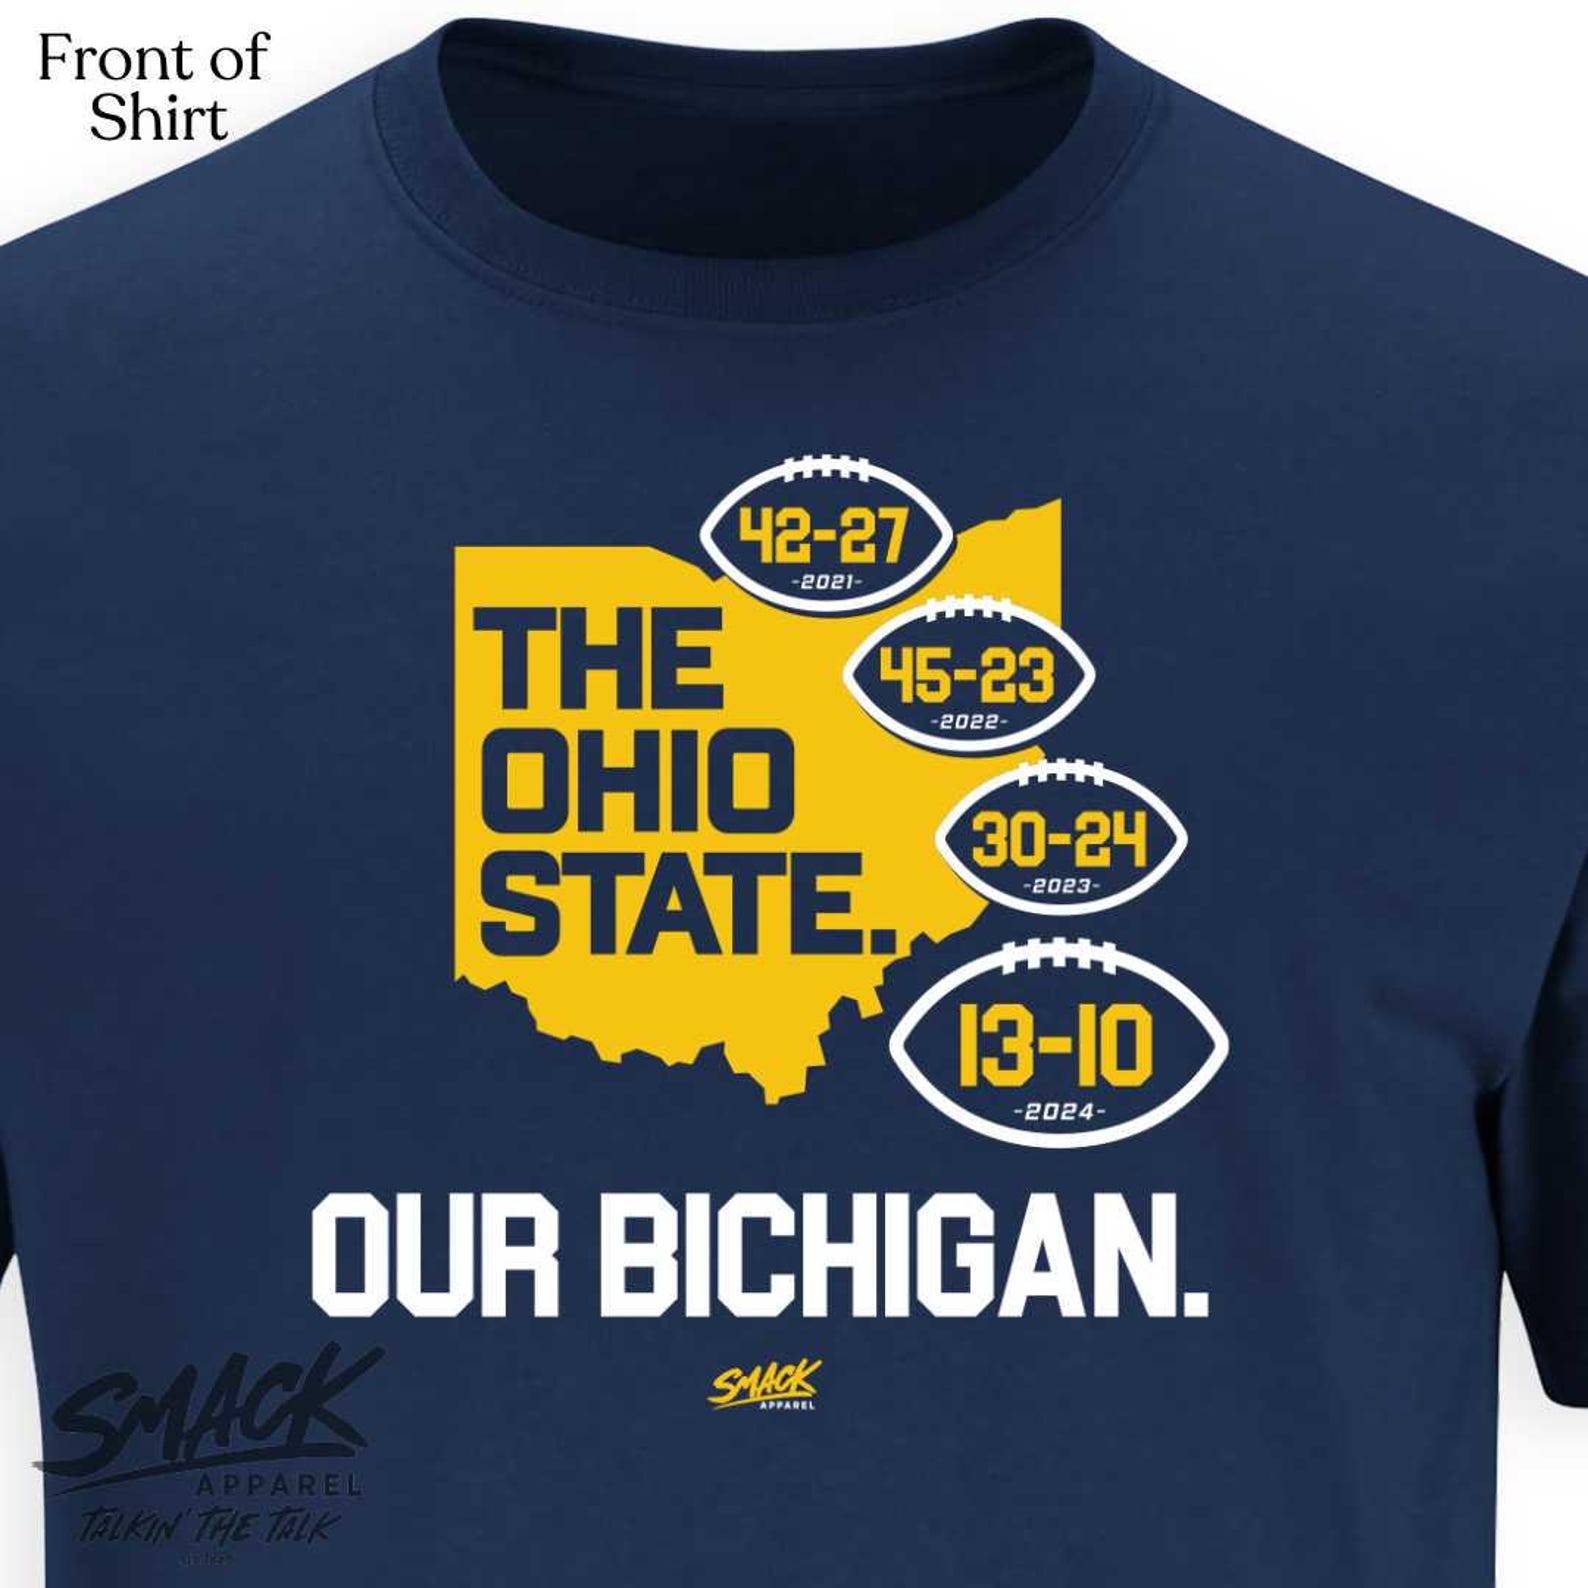 Front of
Shirt
42-27
-2021-
45-23
-2022-
THE
OHIO
STATE.
30-24
-2023-
13-10
-2024-
OUR BICHIGAN.
SMACK
APPAREL
SMACK
APPAREL
TALKIN' THE TALK